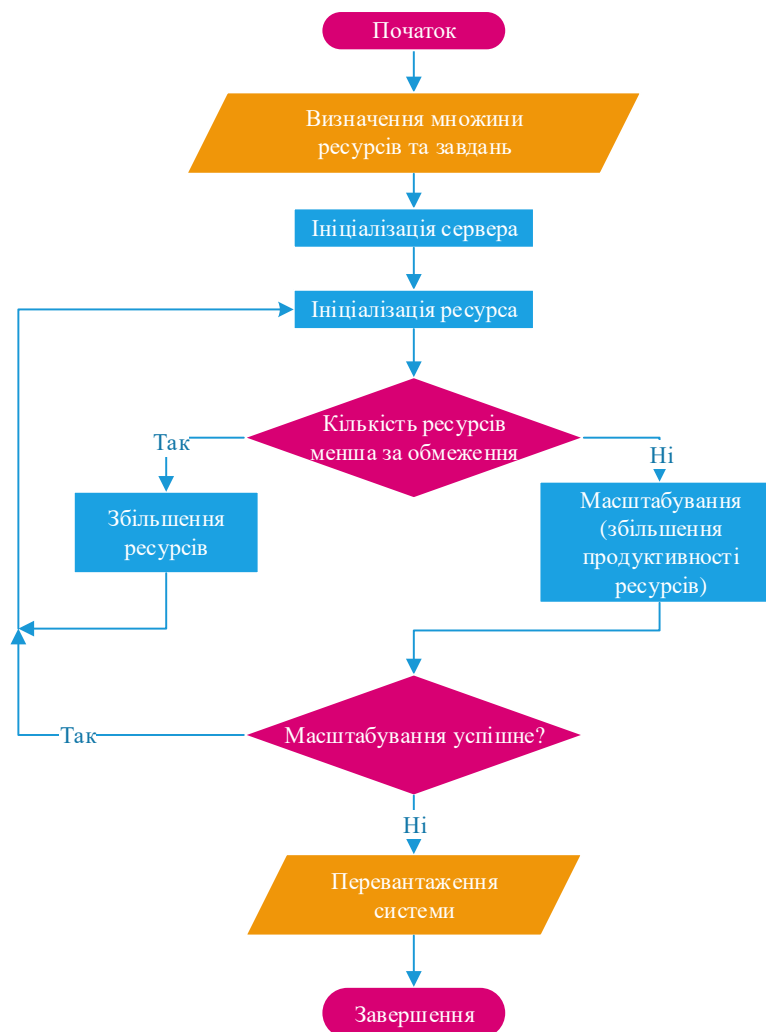 Початок
Визначення множини
ресурсів та завдань
Ініціалізація сервера
Ініціалізація ресурса
Кількість ресурсів
менша за обмеження
Так
Ні
Збільшення
ресурсів
Масштабування
(збільшення
продуктивності
ресурсів)
Масштабування успішне?
Так
Ні
Перевантаження
системи
Завершення